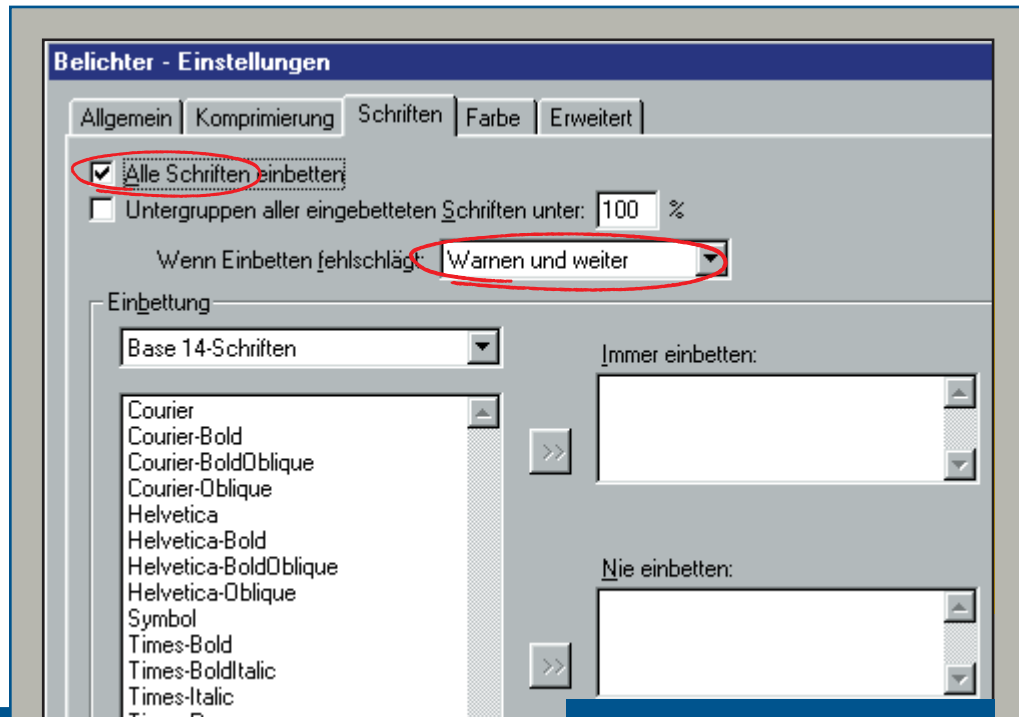 Belichter - Einstellungen
Allgemein Komprimierung Schriften Farbe Erweitert
Alle Schriften einbetten
Untergruppen aller eingebetteten Schriften unter: 100 %
Wenn Einbetten fehlschlägt: Warnen und weiter
Einbettung
Base 14-Schriften
Immer einbetten:
Courier
Courier-Bold
Courier-BoldOblique
>>
Courier-Oblique
Helvetica
Helvetica-Bold
Helvetica-BoldOblique
Nie einbetten:
Helvetica-Oblique
Symbol
Times-Bold
Times-BoldItalic
>>
Times-Italic